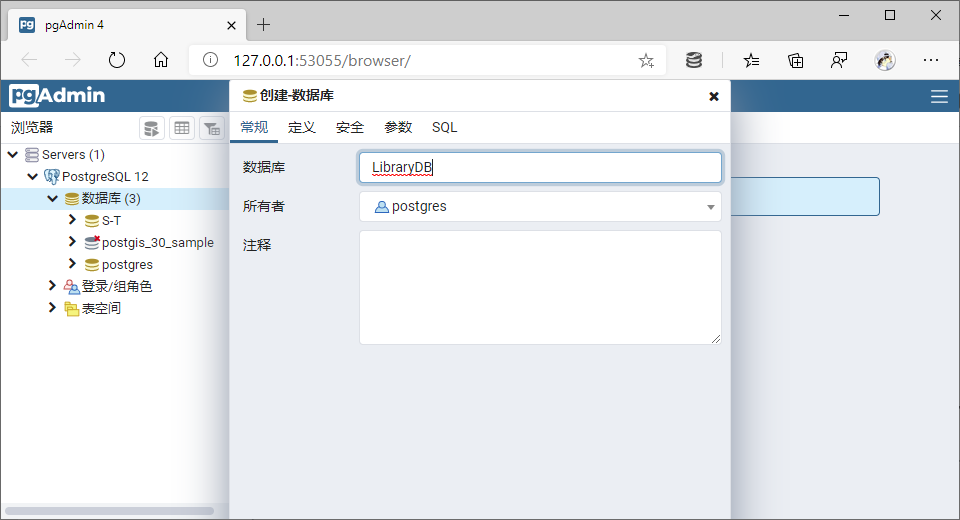 pgAdmin 4
127.0.0.1:53055/browser/
pgAdmin
浏览器
Servers (1)
PostgreSQL 12
数据库 (3)
S-T
postgis_30_sample
postgres
登录/组角色
表空间
创建-数据库
常规 定义 安全 参数 SQL
数据库 LibraryDB
所有者 postgres
注释